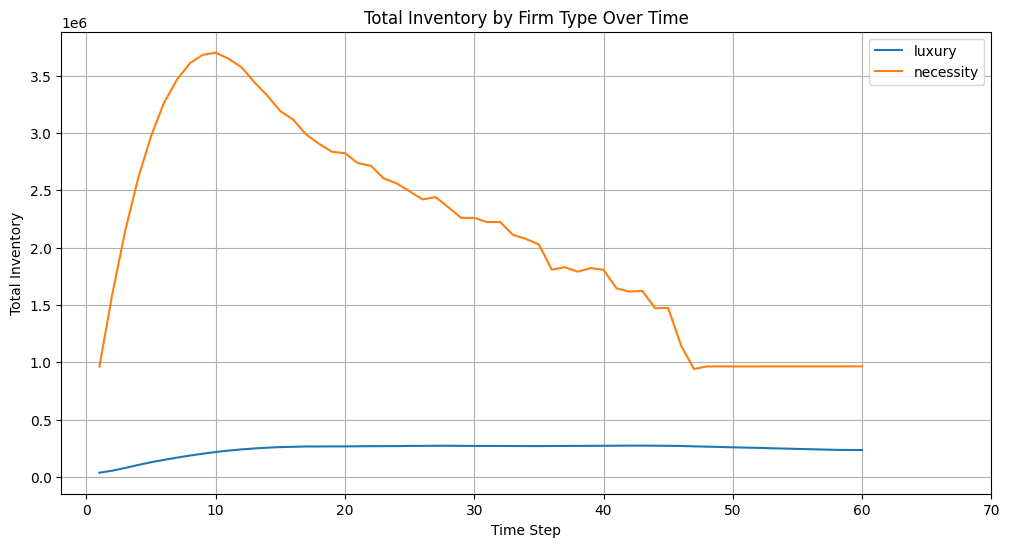 Total Inventory by Firm Type Over Time
1e6
luxury
necessity
3.5
3.0
2.5
2.0
1.5
1.0
0.5
0.0
Total Inventory
0 10 20 30 40 50 60 70
Time Step